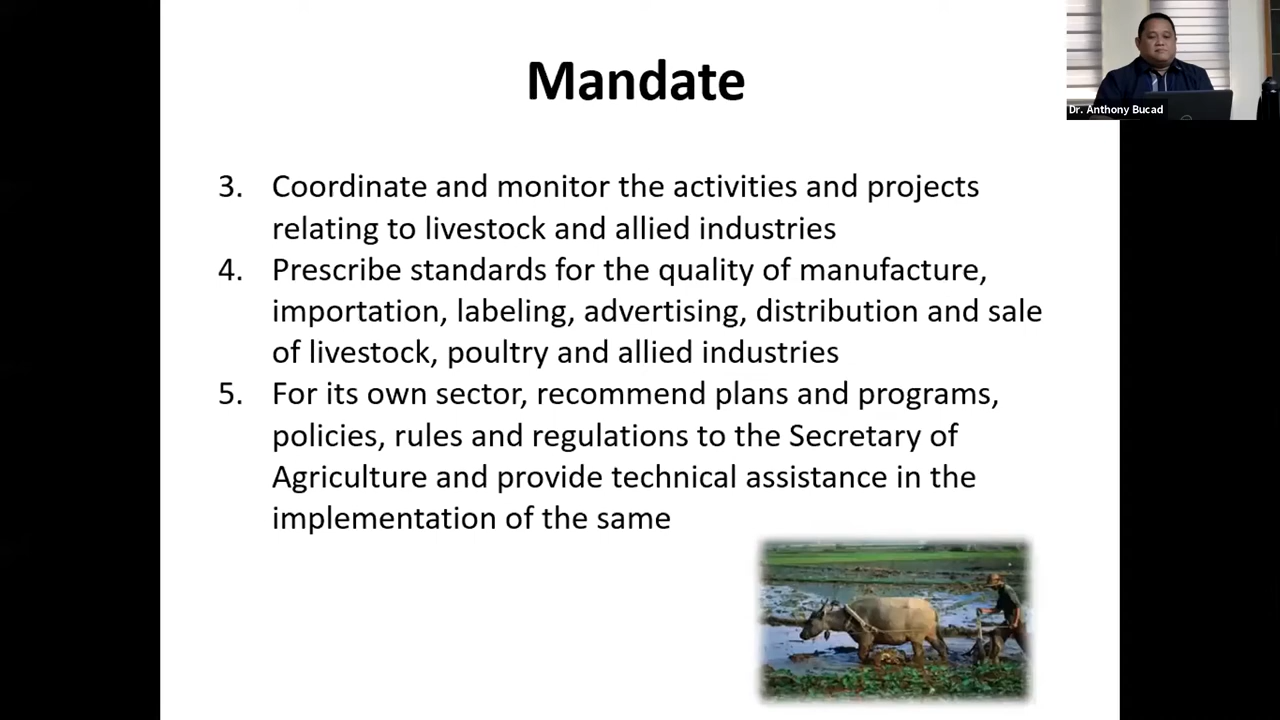 Mandate
Dr. Anthony Bucad
3. Coordinate and monitor the activities and projects
relating to livestock and allied industries
4. Prescribe standards for the quality of manufacture,
importation, labeling, advertising, distribution and sale
of livestock, poultry and allied industries
5. For its own sector, recommend plans and programs,
policies, rules and regulations to the Secretary of
Agriculture and provide technical assistance in the
implementation of the same